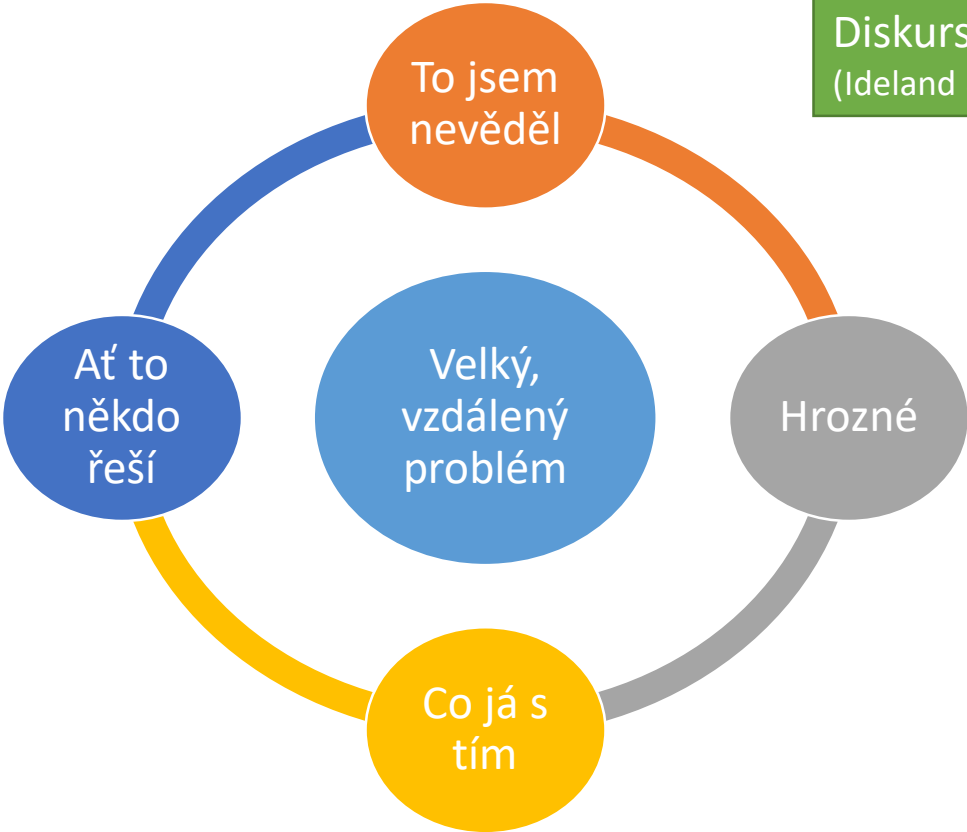 Diskurs
(Ideland
To jsem
nevěděl
Hrozné
Co já s
tím
Ať to
někdo
řeší
Velký,
vzdálený
problém